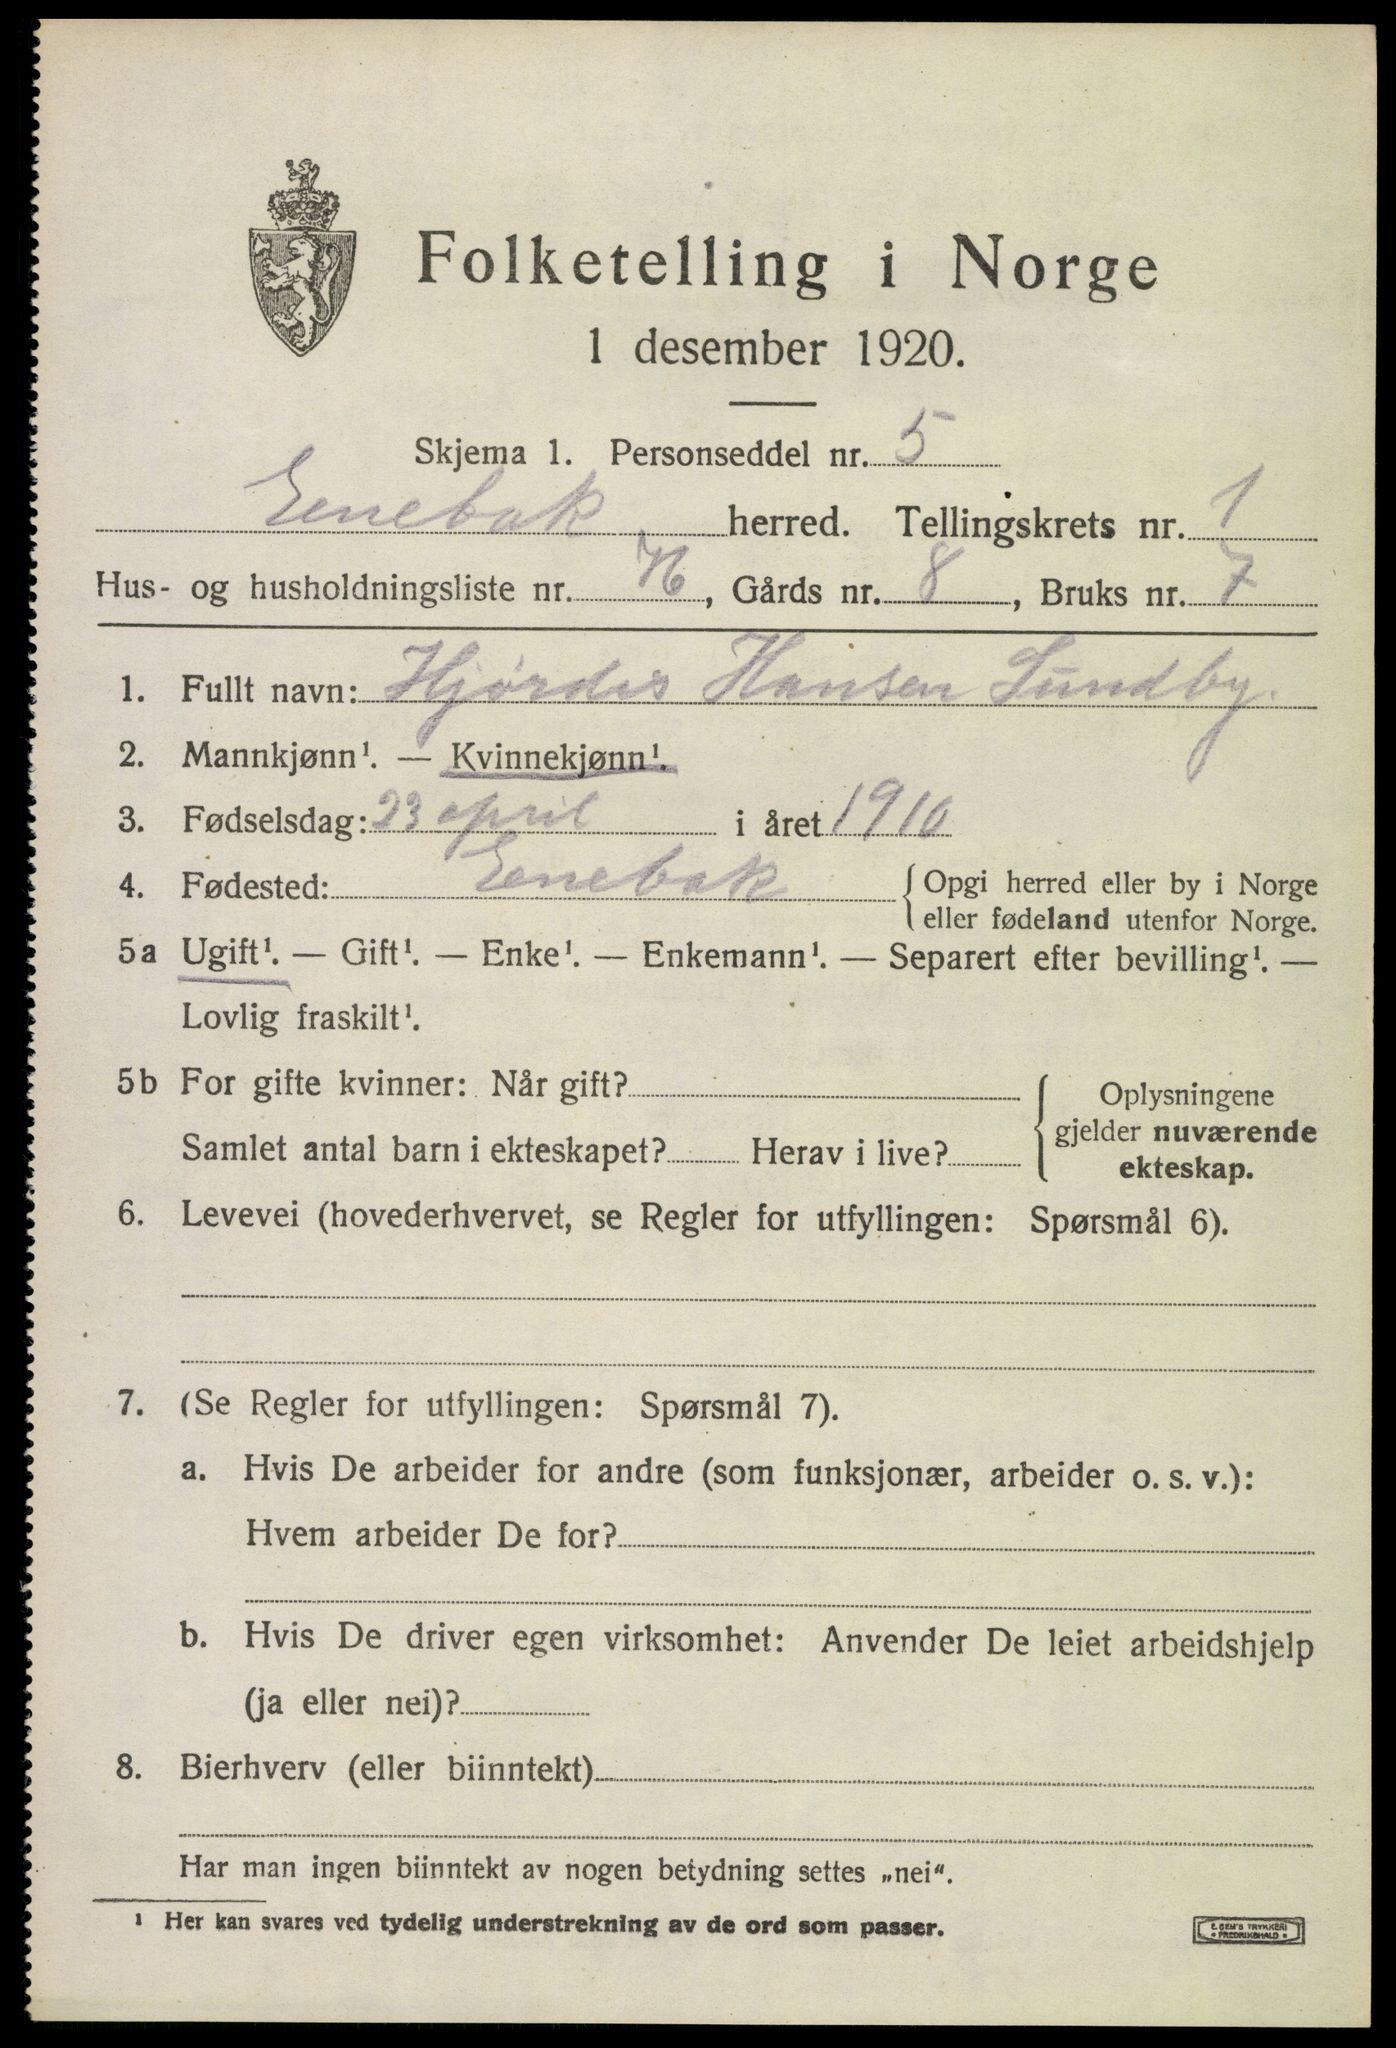 Folketelling i Norge
1 desember 1920.
Skjema 1. Personseddel nr. 5
Enebak herred. Tellingskrets nr. 1
Hus- og husholdningsliste nr. , Gårds nr. 8, Bruks nr. 7
1. Fullt navn: Hjørdis Hansen Sundby.
2. Mannkjønn¹. — Kvinnekjønn¹.
3. Fødselsdag: 23 april i året 1910
4. Fødested: Enebak {Opgi herred eller by i Norge
eller fødeland utenfor Norge.
5a Ugift¹. — Gift¹. — Enke¹. — Enkemann¹. — Separert efter bevilling¹. —
Lovlig fraskilt¹.
5b For gifte kvinner: Når gift?
Samlet antal barn i ekteskapet? Herav i live?
Oplysningene
gjelder nuværende
ekteskap.
6. Levevei (hovederhvervet, se Regler for utfyllingen: Spørsmål 6).
7. (Se Regler for utfyllingen: Spørsmål 7).
a. Hvis De arbeider for andre (som funksjonær, arbeider o. s. v.):
Hvem arbeider De for?
b. Hvis De driver egen virksomhet: Anvender De leiet arbeidshjelp
(ja eller nei)?
8. Bierhverv (eller biinntekt)
Har man ingen biinntekt av nogen betydning settes „nei“.
¹ Her kan svares ved tydelig understrekning av de ord som passer.
E. SEM'S TRYKKERI
• FREDRIKSHALD •